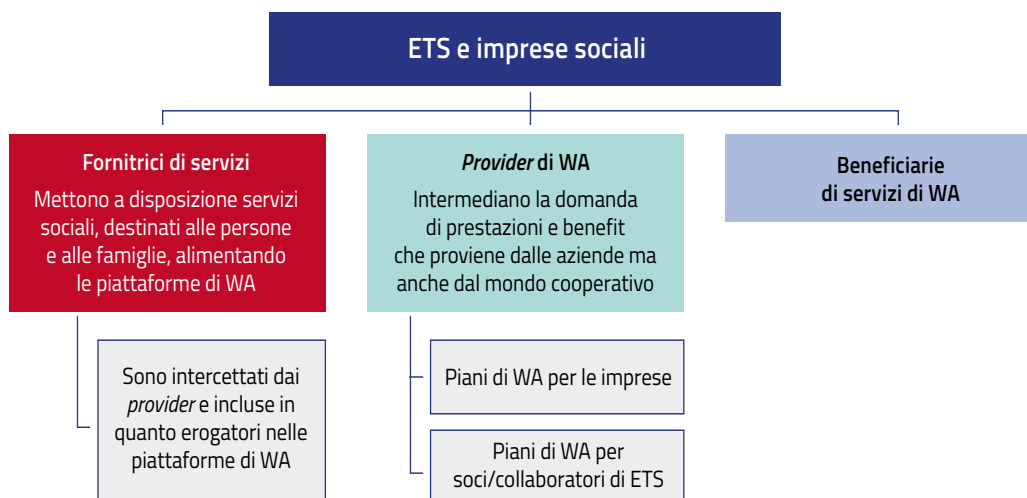 ETS e imprese sociali
Fornitrici di servizi
Mettono a disposizione servizi
sociali, destinati alle persone
e alle famiglie, alimentando
le piattaforme di WA
Sono intercettati dai
provider e incluse in
quanto erogatori nelle
piattaforme di WA
Provider di WA
Intermediano la domanda
di prestazioni e benefit
che proviene dalle aziende ma
anche dal mondo cooperativo
Piani di WA per le imprese
Piani di WA per
soci/collaboratori di ETS
Beneficiarie
di servizi di WA